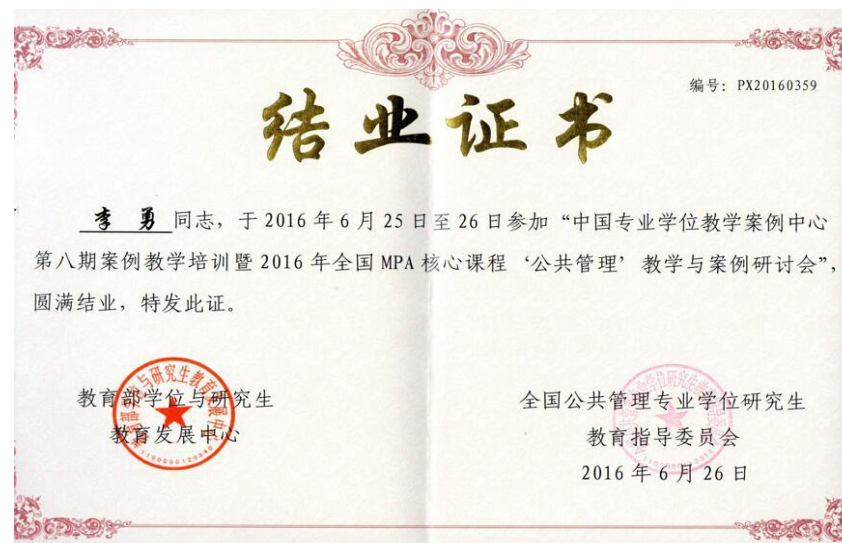 编号：PX20160359
结业证书
李勇同志，于2016年6月25日至26日参加“中国专业学位教学案例中心
第八期案例教学培训暨2016年全国MPA核心课程‘公共管理’教学与案例研讨会”，
圆满结业，特发此证。
教育部学位与研究生
教育发展中心
全国公共管理专业学位研究生
教育指导委员会
2016年6月26日